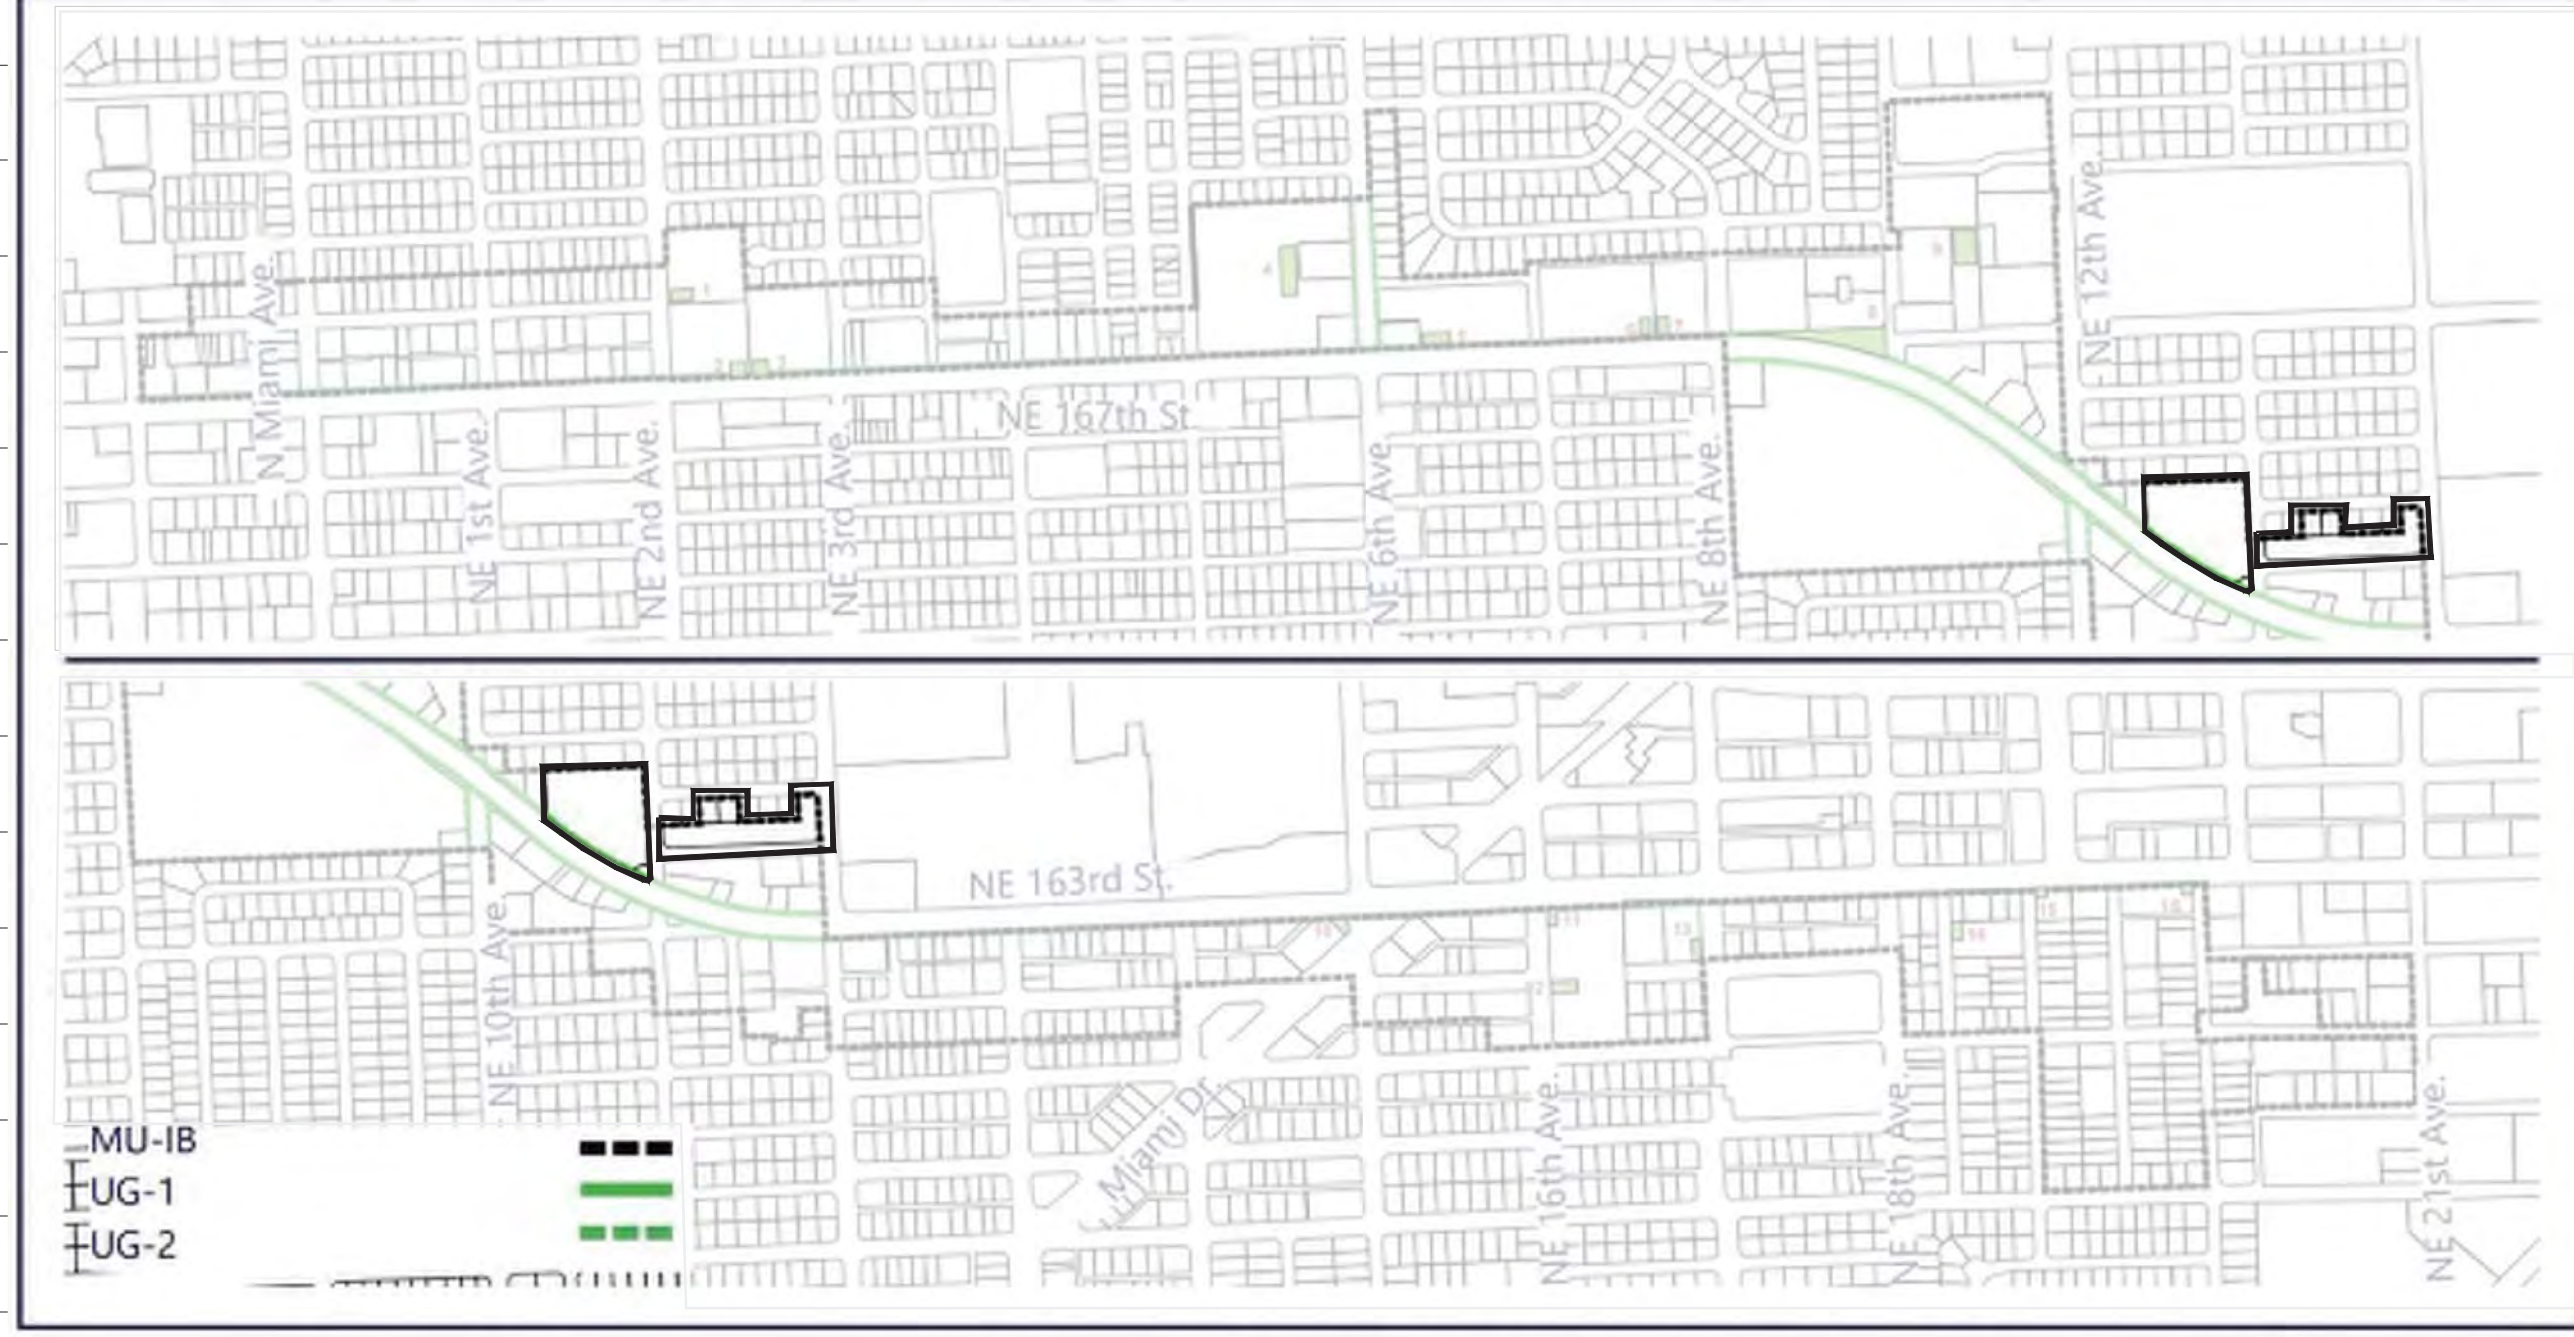 N Miami Ave.
NE 1st Ave.
NE 2nd Ave.
NE 3rd Ave.
NE 167th St.
NE 6th Ave.
NE 8th Ave.
NE 12th Ave.
NE 163rd St.
NE 10th Ave.
Miami Dr.
NE 16th Ave.
NE 18th Ave.
NE 21st Ave.
MU-IB
UG-1
UG-2